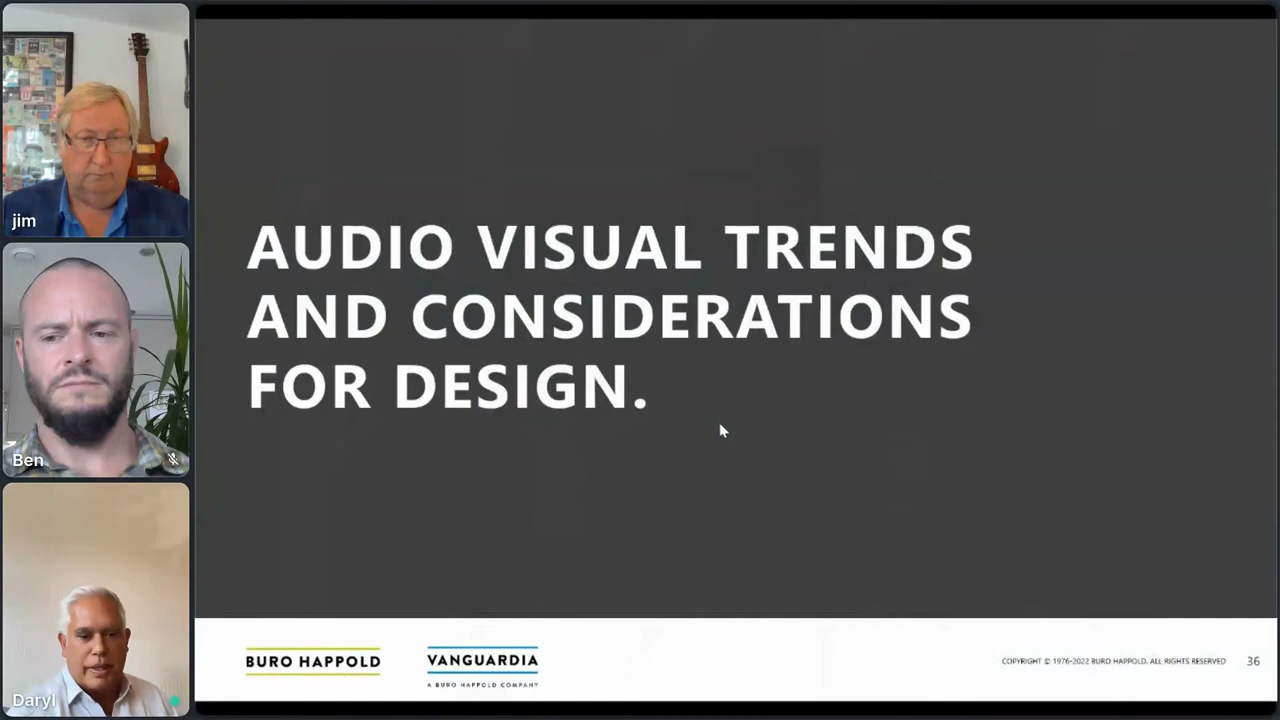 jim
Ben
Daryl
AUDIO VISUAL TRENDS
AND CONSIDERATIONS
FOR DESIGN.
BURO HAPPOLD
VANGUARDIA
A BURO HAPPOLD COMPANY
COPYRIGHT © 1976-2022 BURO HAPPOLD. ALL RIGHTS RESERVED
36